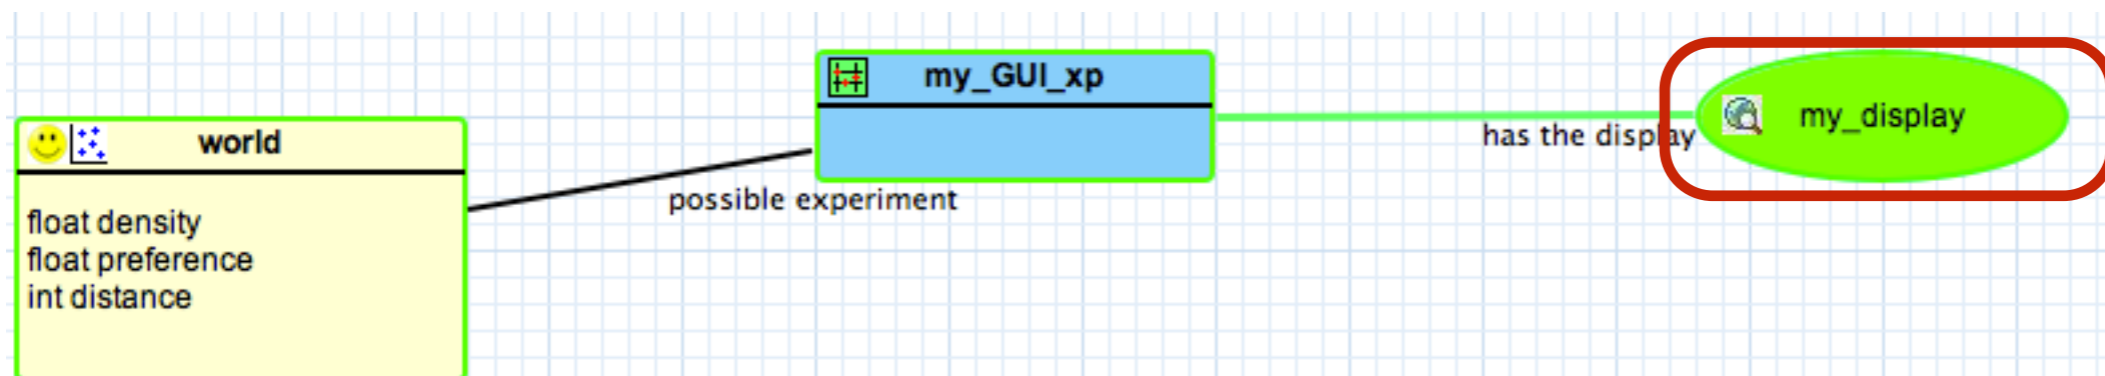 world
float density
float preference
int distance
possible experiment
my_GUI_xp
has the display
my_display